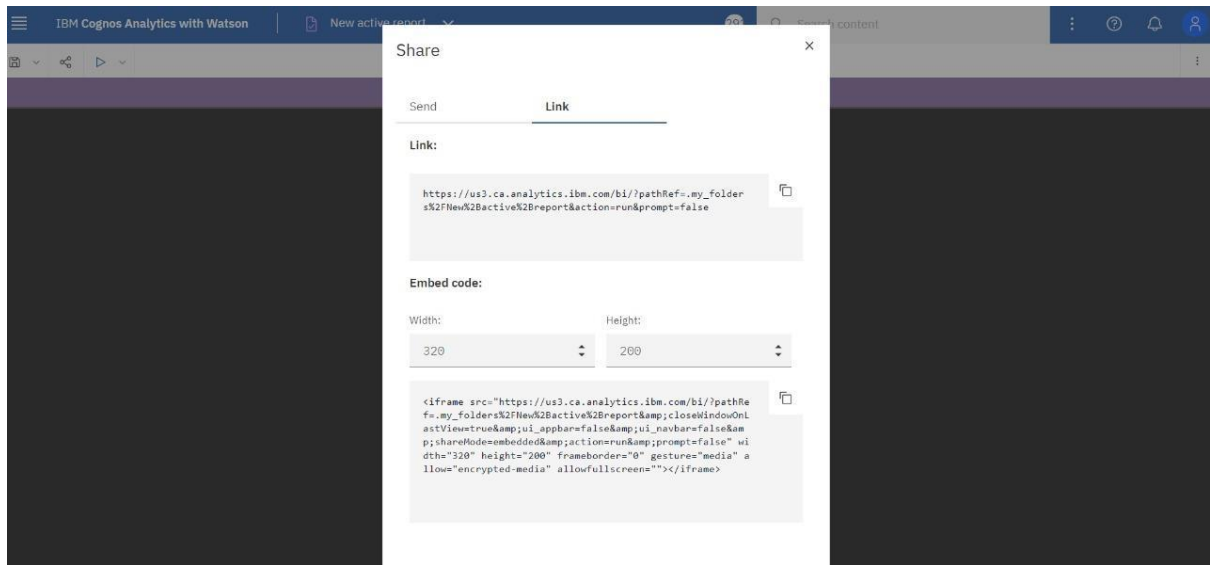 IBM Cognos Analytics with Watson
New active report
Search content
Share
Send
Link
Link:
https://us3.ca.analytics.ibm.com/bi/?pathRef=.my_folder
s%2FNew%2Bactive%2Breport&action=run&prompt=false
Embed code:
Width:
Height:
320
200
<iframe src="https://us3.ca.analytics.ibm.com/bi/?pathRe
f=.my_folders%2FNew%2Bactive%2Breport&amp;closeWindowOnL
astView=true&amp;ui_appbar=false&amp;ui_navbar=false&am
p;shareMode=embedded&amp;action=run&amp;prompt=false" wi
dth="320" height="200" frameborder="0" gesture="media" a
llow="encrypted-media" allowfullscreen=""></iframe>